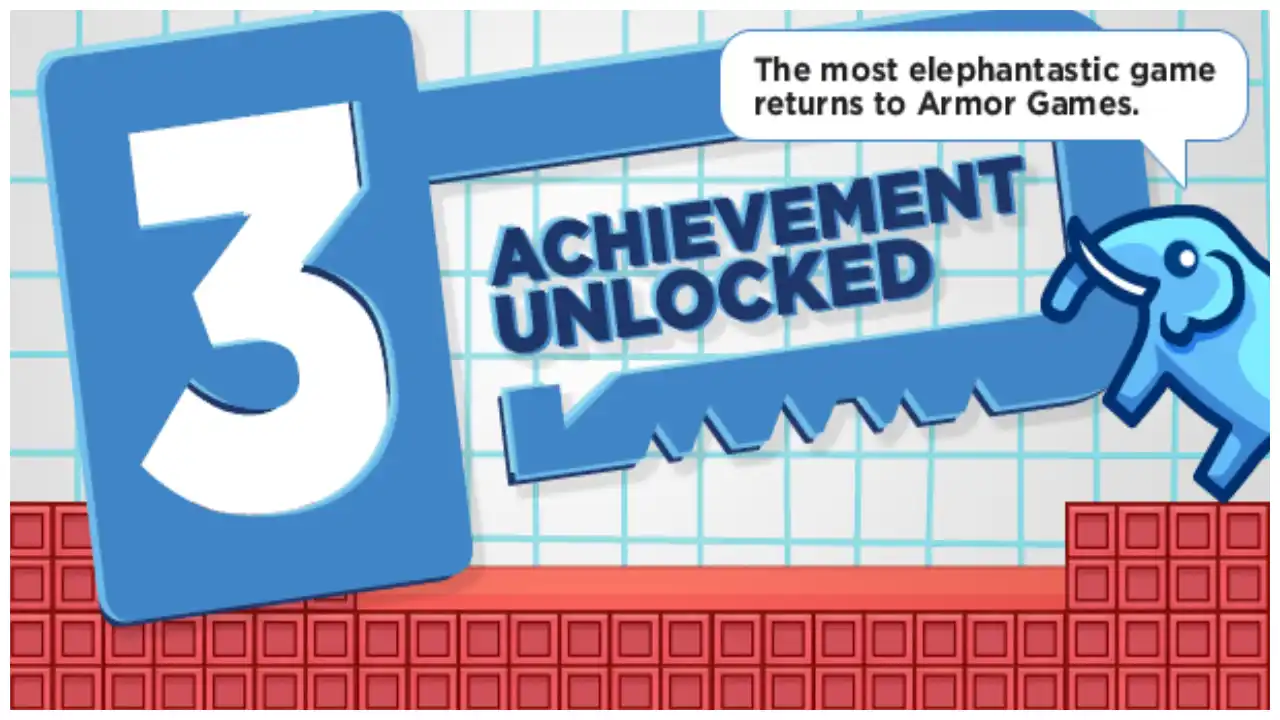 3
ACHIEVEMENT
UNLOCKED
The most elephantastic game
returns to Armor Games.